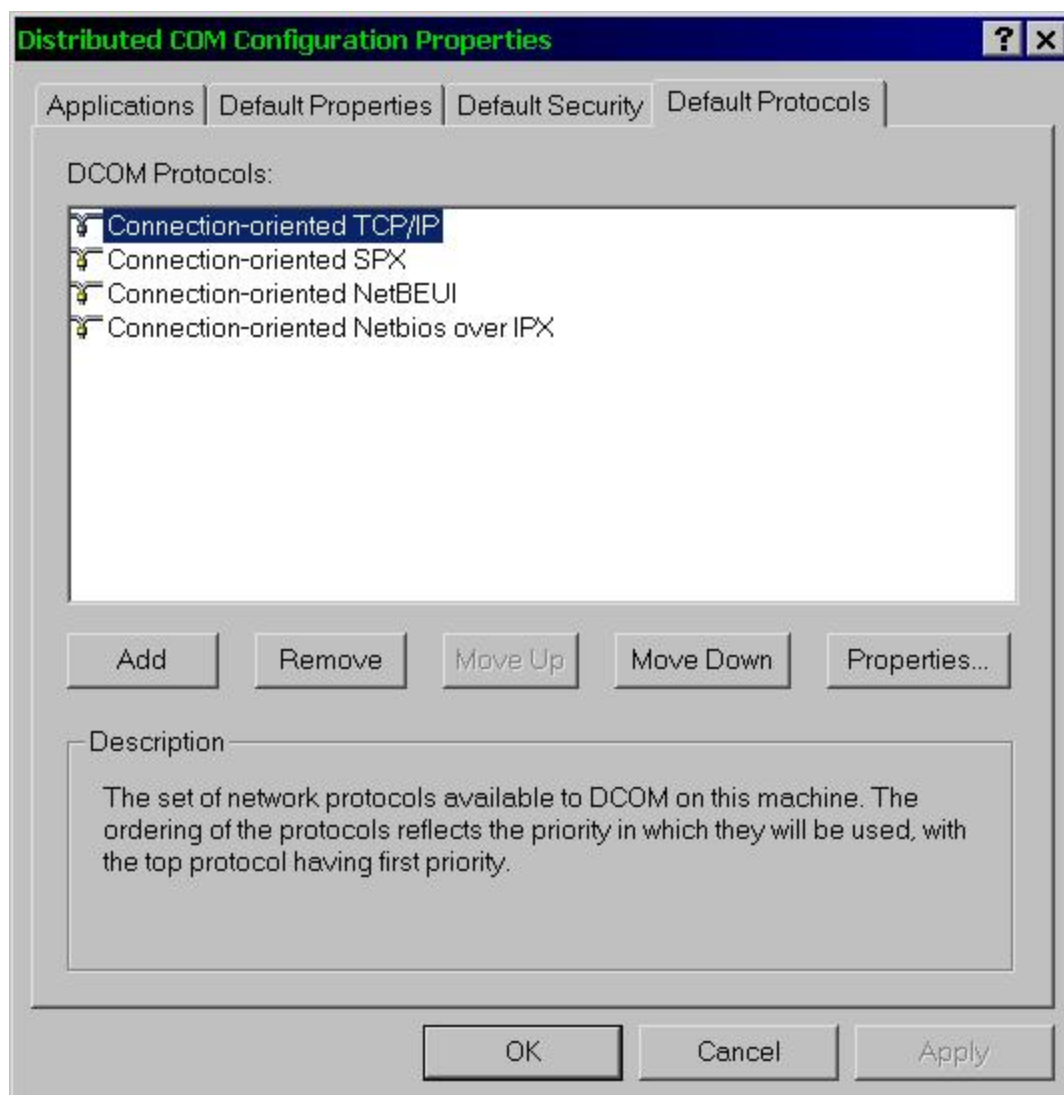 Distributed COM Configuration Properties
Applications Default Properties Default Security Default Protocols
DCOM Protocols:
Connection-oriented TCP/IP
Connection-oriented SPX
Connection-oriented NetBEUI
Connection-oriented Netbios over IPX
Add Remove Move Up Move Down Properties...
Description
The set of network protocols available to DCOM on this machine. The
ordering of the protocols reflects the priority in which they will be used, with
the top protocol having first priority.
OK Cancel Apply